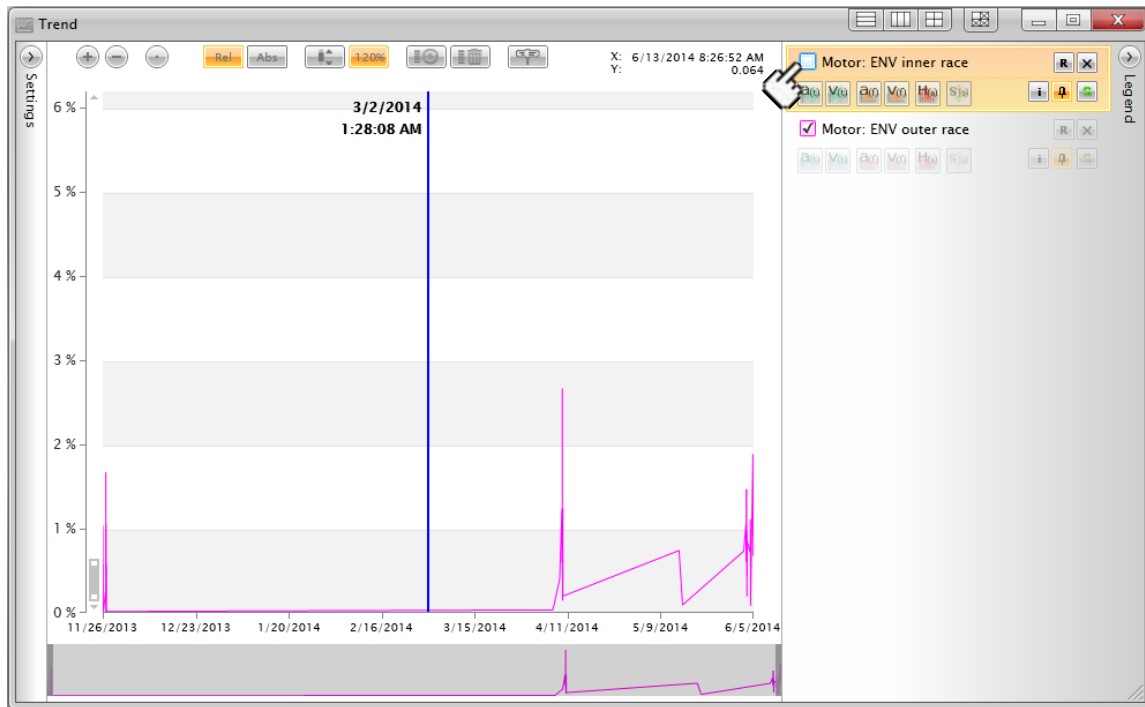 Trend
Settings
Rel Abs 120%
X: 6/13/2014 8:26:52 AM
Y: 0.064
Motor: ENV inner race
R X
a(t) V(t) a(f) V(f) H(ω) S|ω|
i
Legend
Motor: ENV outer race
R X
a(t) V(t) a(f) V(f) H(ω) S|ω|
i
3/2/2014
1:28:08 AM
6 %
5 %
4 %
3 %
2 %
1 %
0 %
11/26/2013 12/23/2013 1/20/2014 2/16/2014 3/15/2014 4/11/2014 5/9/2014 6/5/2014